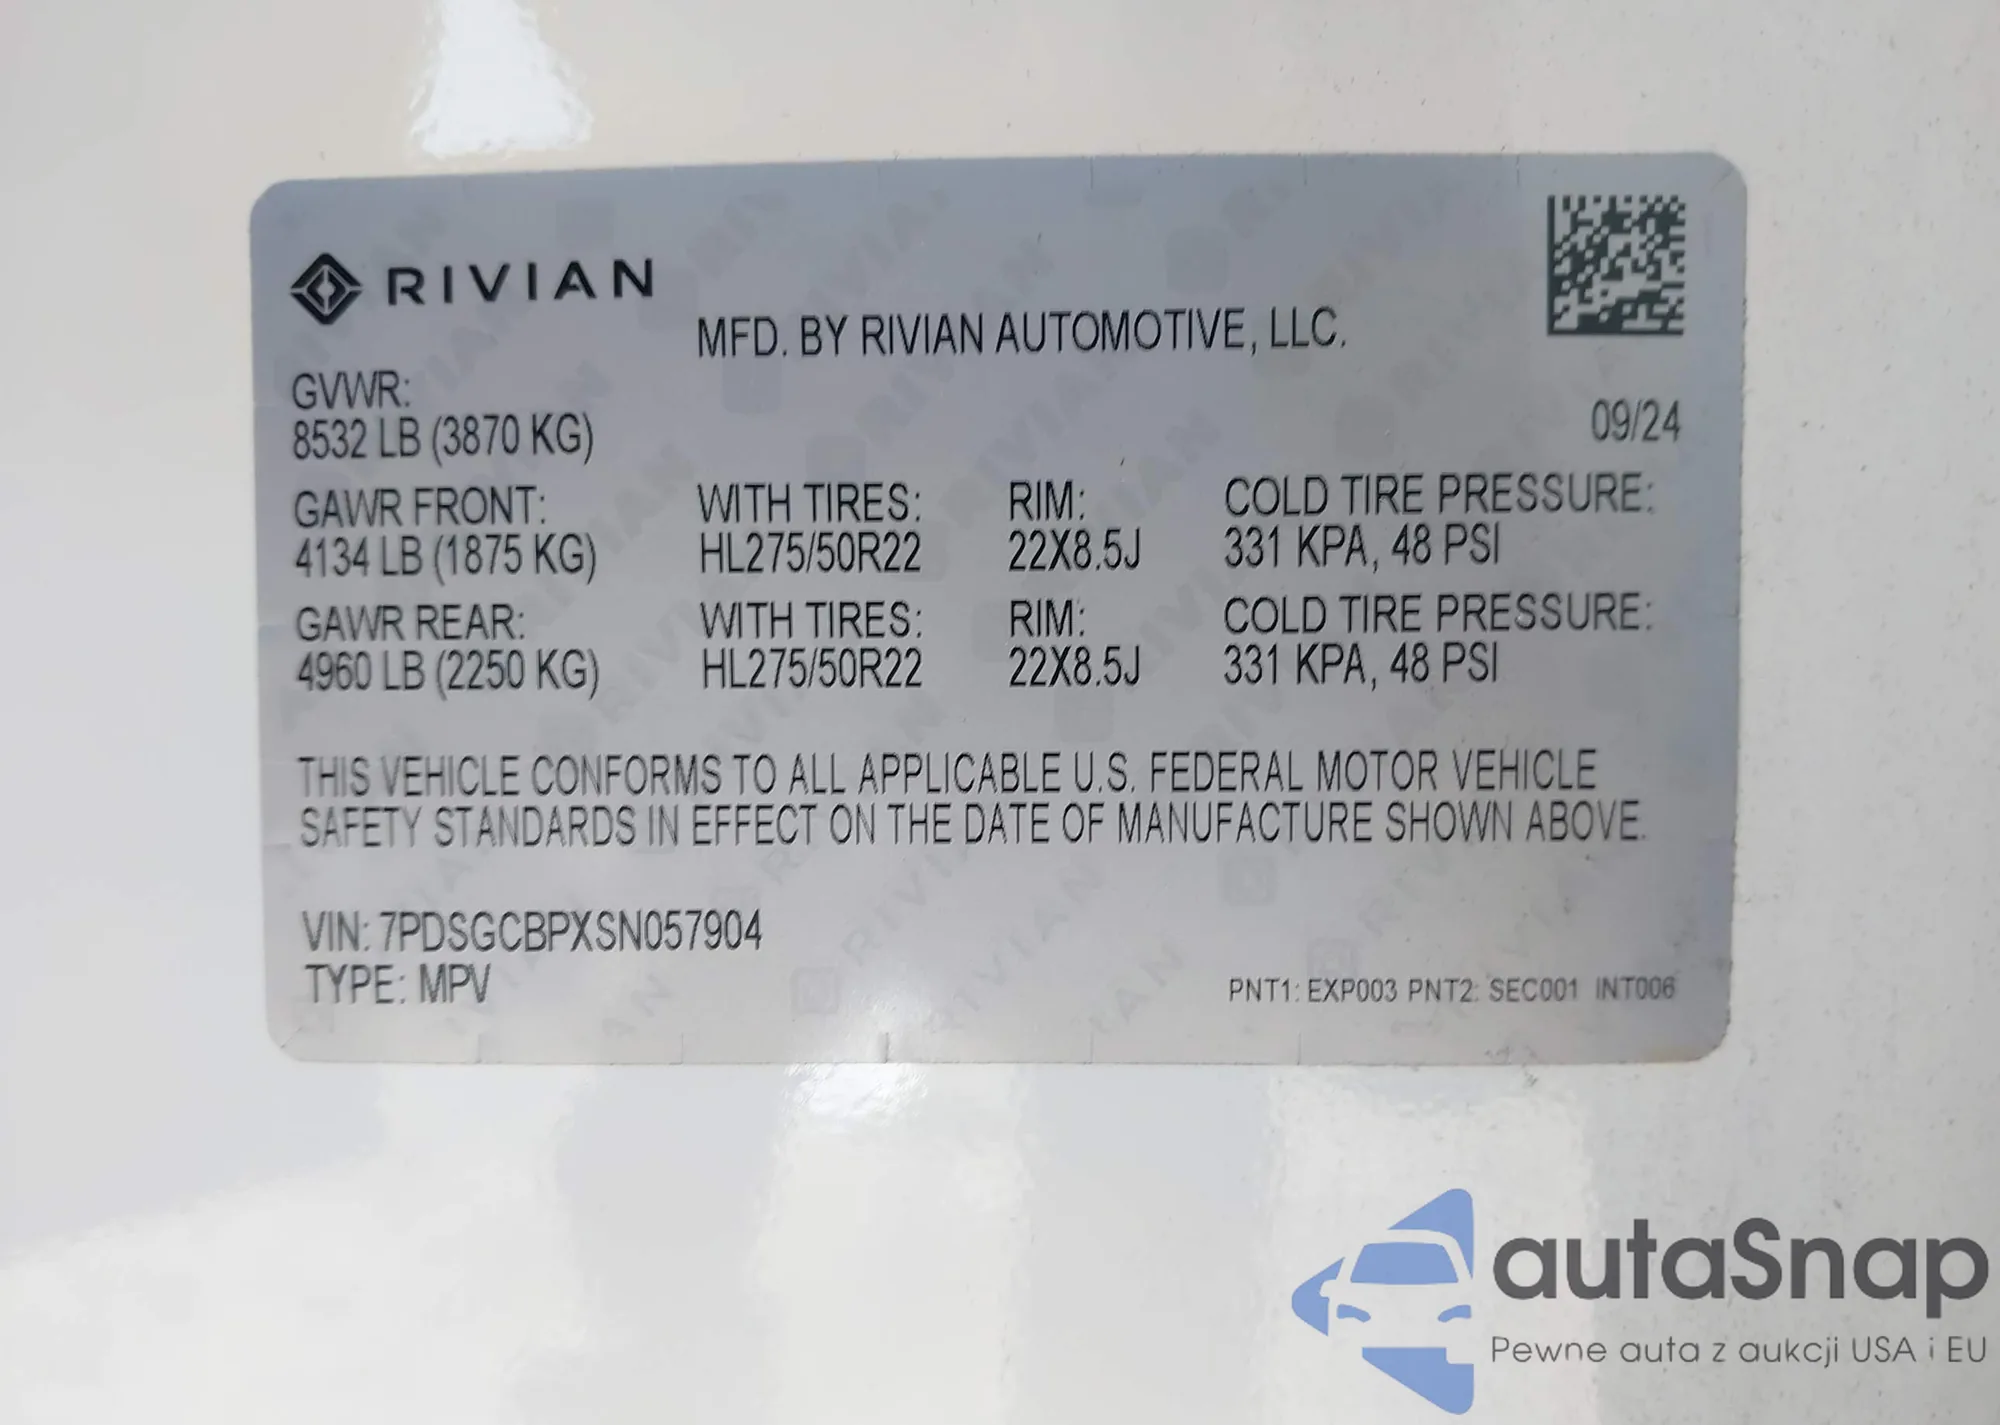 RIVIAN
MFD. BY RIVIAN AUTOMOTIVE, LLC.
GVWR:
8532 LB (3870 KG)
09/24
GAWR FRONT: WITH TIRES: RIM: COLD TIRE PRESSURE:
4134 LB (1875 KG) HL275/50R22 22X8.5J 331 KPA, 48 PSI
GAWR REAR: WITH TIRES: RIM: COLD TIRE PRESSURE:
4960 LB (2250 KG) HL275/50R22 22X8.5J 331 KPA, 48 PSI
THIS VEHICLE CONFORMS TO ALL APPLICABLE U.S. FEDERAL MOTOR VEHICLE
SAFETY STANDARDS IN EFFECT ON THE DATE OF MANUFACTURE SHOWN ABOVE.
VIN: 7PDSGCBPXSN057904
TYPE: MPV
PNT1: EXP003 PNT2: SEC001 INT006
autaSnap
Pewne auta z aukcji USA i EU